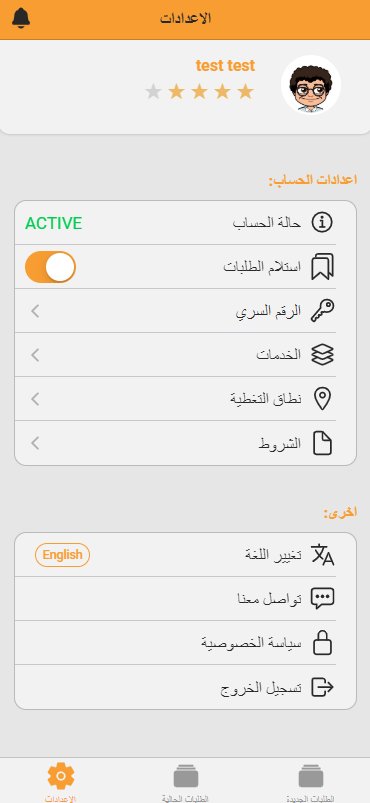 الاعدادات
test test
اعدادات الحساب:
حالة الحساب
ACTIVE
استلام الطلبات
الرقم السري
الخدمات
نطاق التغطية
الشروط
اخرى:
تغيير اللغة
English
تواصل معنا
سياسة الخصوصية
تسجيل الخروج
الطلبات الجديدة
الطلبات الحالية
الاعدادات